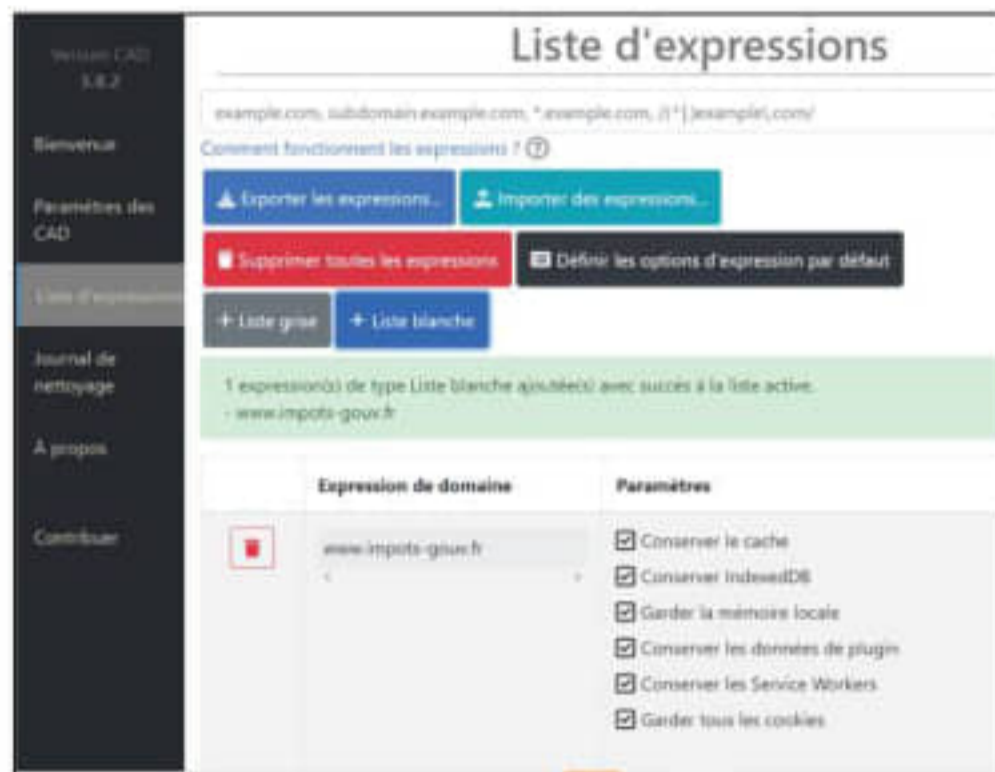 Version CAD
3.8.2
Bienvenue
Paramètres des
CAD
Liste d'expressions
Journal de
nettoyage
À propos
Contribuer
Liste d'expressions
example.com, subdomain.example.com, *.example.com,
Comment fonctionnent les expressions ?
Exporter les expressions...
Importer des expressions...
Supprimer toutes les expressions
Définir les options d'expression par défaut
+ Liste grise
+ Liste blanche
1 expression(s) de type Liste blanche ajoutée(s) avec succès à la liste active.
- www.impots-gouv.fr
Expression de domaine
Paramètres
www.impots-gouv.fr
Conserver le cache
Conserver IndexedDB
Garder la mémoire locale
Conserver les données de plugin
Conserver les Service Workers
Garder tous les cookies